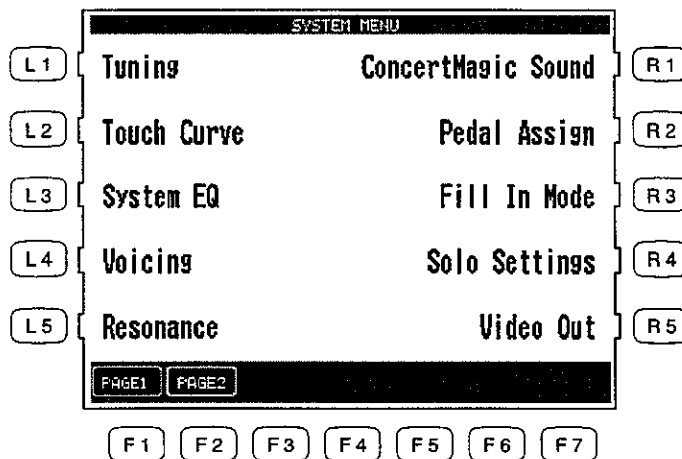 SYSTEM MENU
L1 Tuning ConcertMagic Sound R1
L2 Touch Curve Pedal Assign R2
L3 System EQ Fill In Mode R3
L4 Voicing Solo Settings R4
L5 Resonance Video Out R5
PAGE1 PAGE2
F1 F2 F3 F4 F5 F6 F7